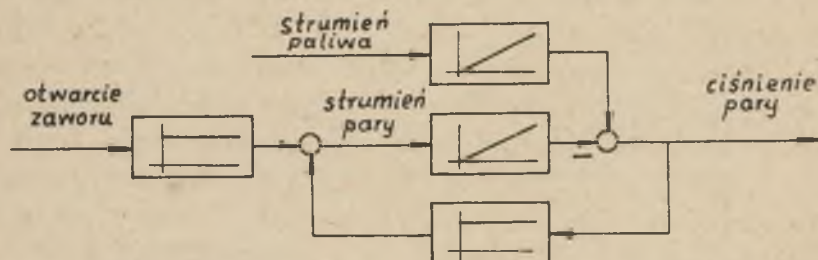 strumień
paliwa
otwarcie
zaworu
strumień
pary
ciśnienie
pary